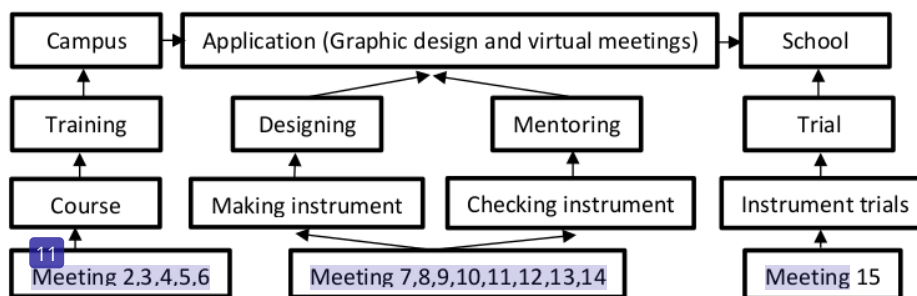 Campus
Application (Graphic design and virtual meetings)
School
Training
Designing
Mentoring
Trial
Course
Making instrument
Checking instrument
Instrument trials
11
Meeting 2,3,4,5,6
Meeting 7,8,9,10,11,12,13,14
Meeting 15